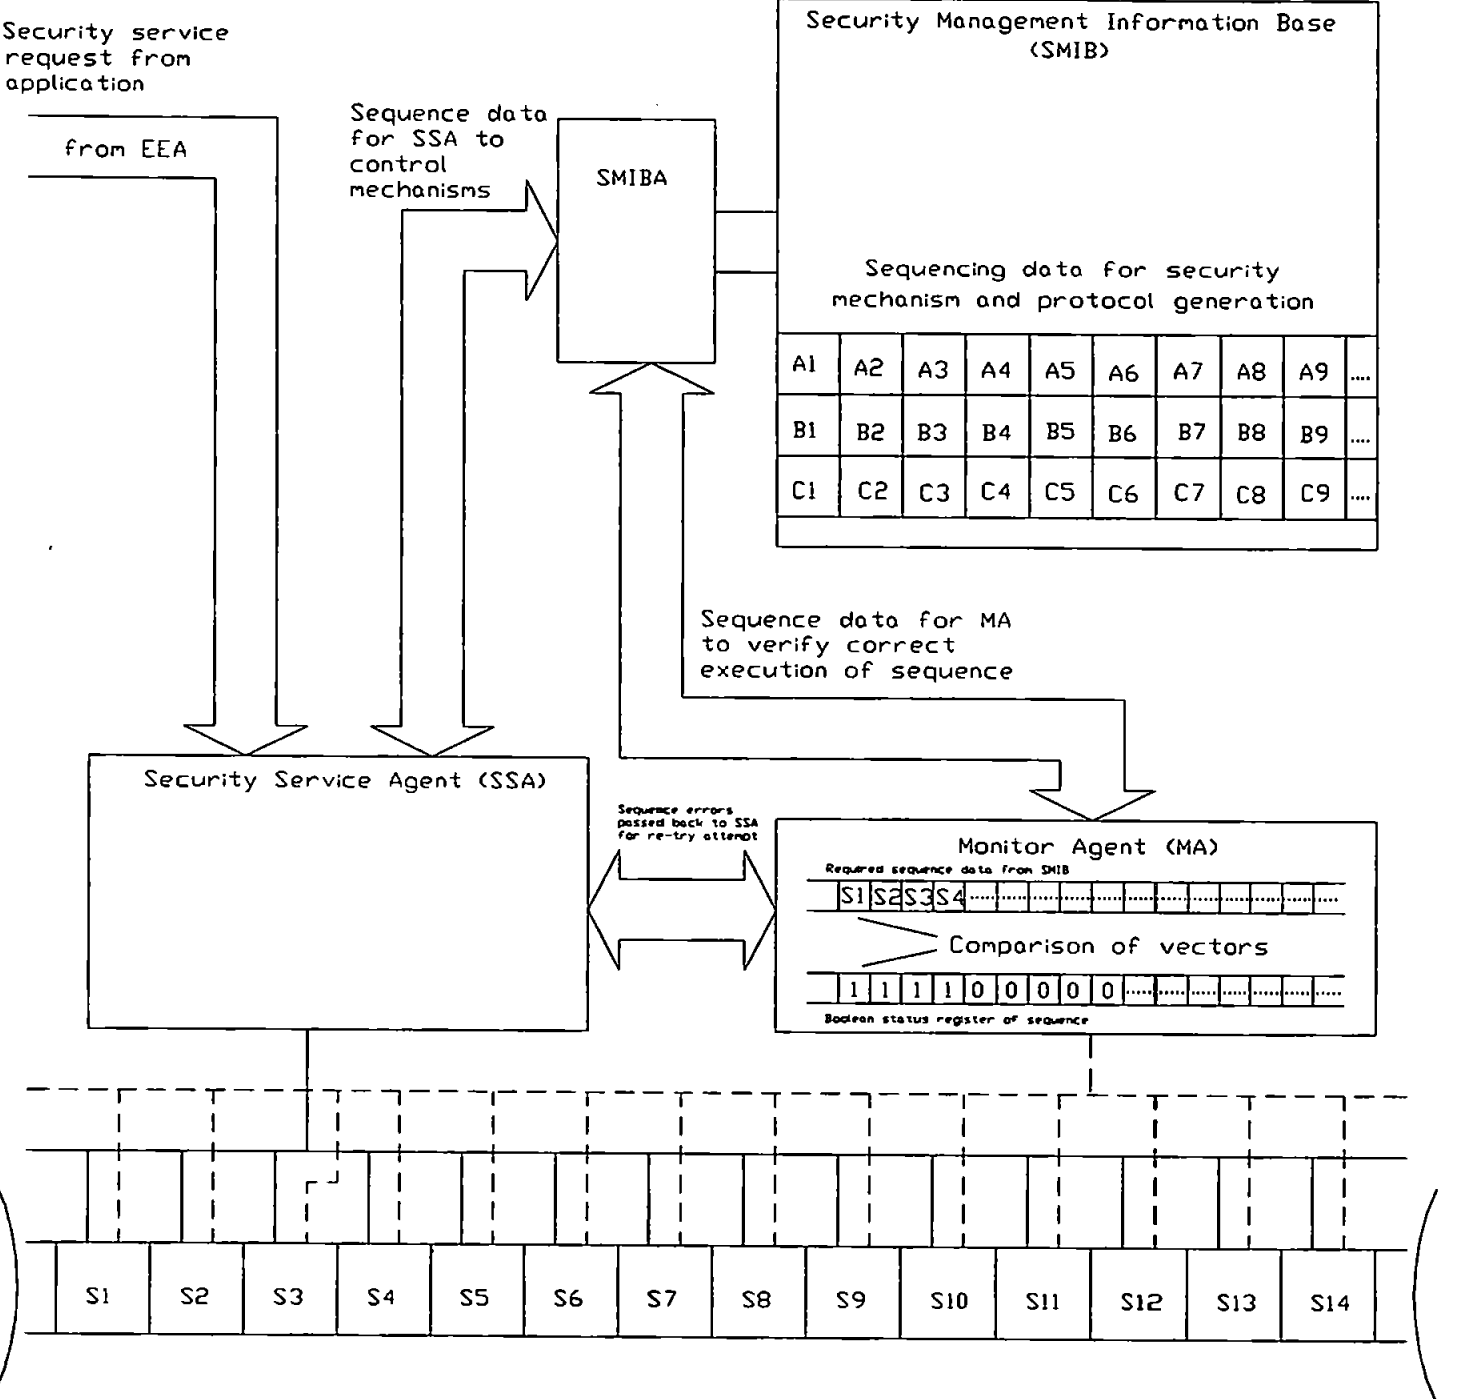 Security service
request from
application
from EEA
Sequence data
for SSA to
control
mechanisms
SMIBA
Security Management Information Base
(SMIB)
Sequencing data for security
mechanism and protocol generation
A1 A2 A3 A4 A5 A6 A7 A8 A9 ....
B1 B2 B3 B4 B5 B6 B7 B8 B9 ....
C1 C2 C3 C4 C5 C6 C7 C8 C9 ....
Sequence data for MA
to verify correct
execution of sequence
Security Service Agent (SSA)
Sequence errors
passed back to SSA
for re-try attempt
Monitor Agent (MA)
Required sequence data from SMIB
S1 S2 S3 S4
Comparison of vectors
1 1 1 1 0 0 0 0 0
Boolean status register of sequence
S1 S2 S3 S4 S5 S6 S7 S8 S9 S10 S11 S12 S13 S14